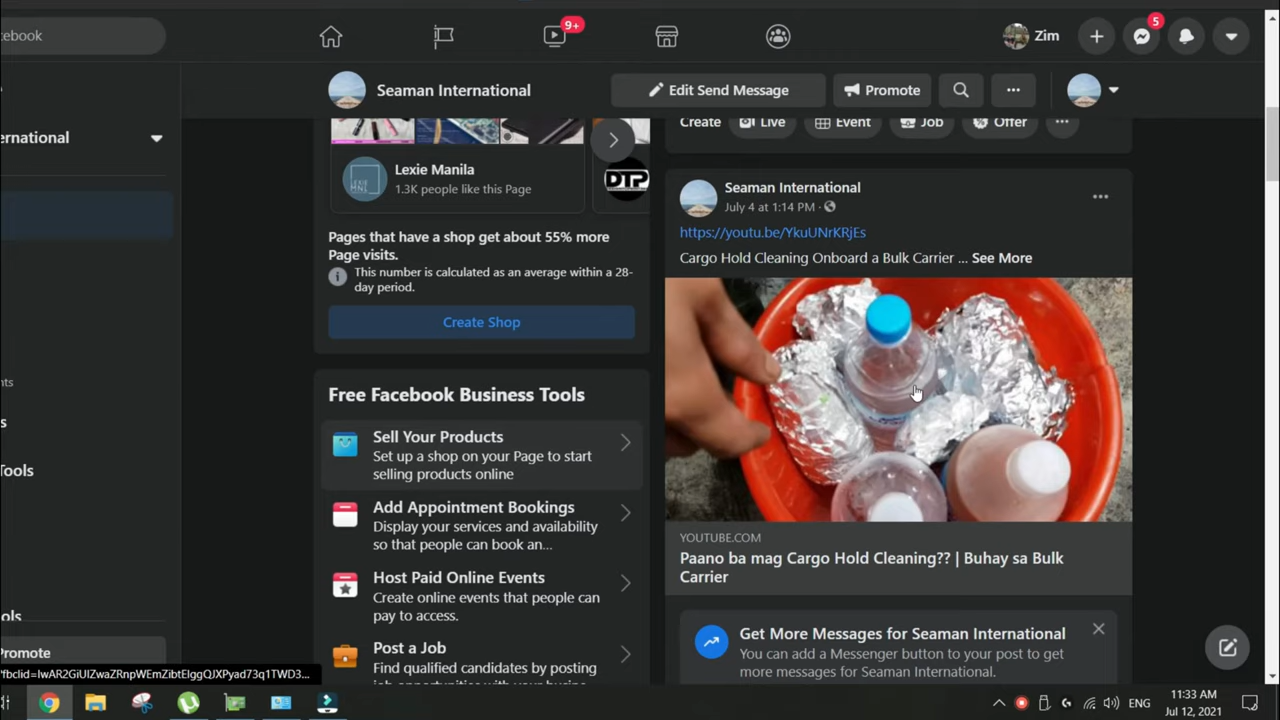 cebook
9+
Zim
5
Seaman International
Edit Send Message
Promote
ernational
Create
Live
Event
Job
Offer
Lexie Manila
1.3K people like this Page
DTP
Pages that have a shop get about 55% more
Page visits.
This number is calculated as an average within a 28-
day period.
Create Shop
Free Facebook Business Tools
Sell Your Products
Set up a shop on your Page to start
selling products online
Add Appointment Bookings
Display your services and availability
so that people can book an...
Host Paid Online Events
Create online events that people can
pay to access.
Post a Job
Find qualified candidates by posting
Seaman International
July 4 at 1:14 PM
https://youtu.be/YkuUNrKRjEs
Cargo Hold Cleaning Onboard a Bulk Carrier ... See More
YOUTUBE.COM
Paano ba mag Cargo Hold Cleaning?? | Buhay sa Bulk
Carrier
Get More Messages for Seaman International
You can add a Messenger button to your post to get
more messages for Seaman International.
nts
s
Tools
ols
romote
ENG
11:33 AM
Jul 12, 2021